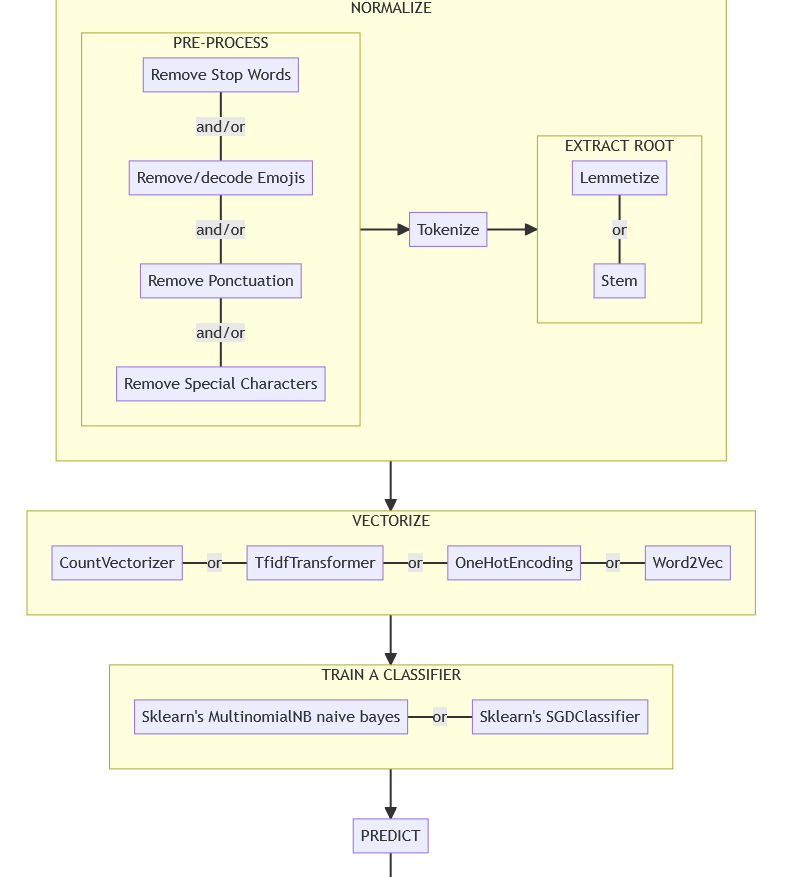 NORMALIZE
PRE-PROCESS
Remove Stop Words
and/or
Remove/decode Emojis
and/or
Remove Ponctuation
and/or
Remove Special Characters
Tokenize
EXTRACT ROOT
Lemmetize
or
Stem
VECTORIZE
CountVectorizer or TfidfTransformer or OneHotEncoding or Word2Vec
TRAIN A CLASSIFIER
Sklearn's MultinomialNB naive bayes or Sklearn's SGDClassifier
PREDICT